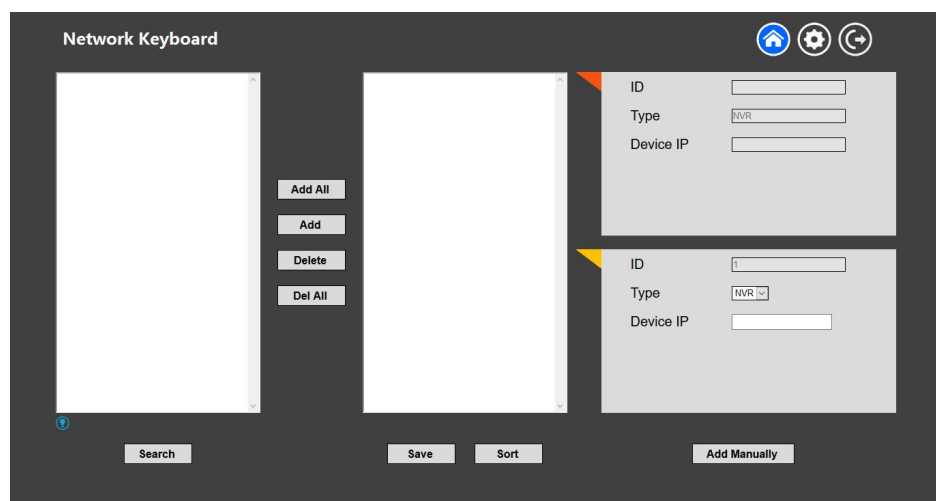 Network Keyboard
Add All
Add
Delete
Del All
ID
Type NVR
Device IP
ID 1
Type NVR
Device IP
Search
Save Sort
Add Manually